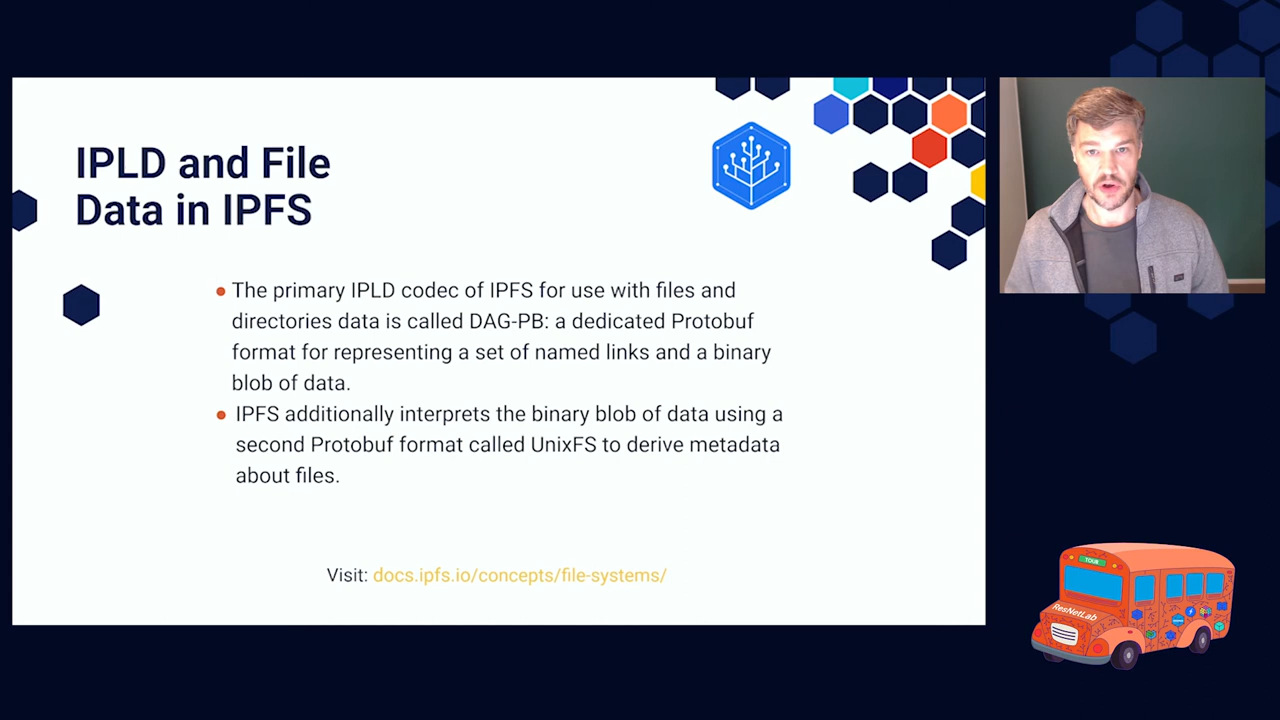 IPLD and File
Data in IPFS
• The primary IPLD codec of IPFS for use with files and
directories data is called DAG-PB: a dedicated Protobuf
format for representing a set of named links and a binary
blob of data.
• IPFS additionally interprets the binary blob of data using a
second Protobuf format called UnixFS to derive metadata
about files.
Visit: docs.ipfs.io/concepts/file-systems/
TOUR
ResNetLab